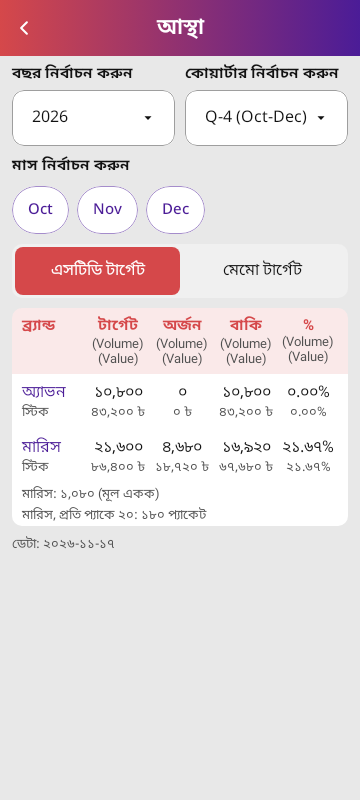 আস্থা
বছর নির্বাচন করুন
কোয়ার্টার নির্বাচন করুন
2026
Q-4 (Oct-Dec)
মাস নির্বাচন করুন
Oct Nov Dec
এসটিডি টার্গেট
মেমো টার্গেট
ব্র্যান্ড টার্গেট অর্জন বাকি %
(Volume) (Volume) (Volume) (Volume)
(Value) (Value) (Value) (Value)
অ্যাভন ১০,৮০০ ০ ১০,৮০০ ০.০০%
স্টিক ৪৩,২০০ ৳ ০ ৳ ৪৩,২০০ ৳ ০.০০%
মারিস ২১,৬০০ ৪,৬৮০ ১৬,৯২০ ২১.৬৭%
স্টিক ৮৬,৪০০ ৳ ১৮,৭২০ ৳ ৬৭,৬৮০ ৳ ২১.৬৭%
মারিস: ১,০৮০ (মূল একক)
মারিস, প্রতি প্যাকে ২০: ১৮০ প্যাকেট
ডেটা: ২০২৬-১১-১৭